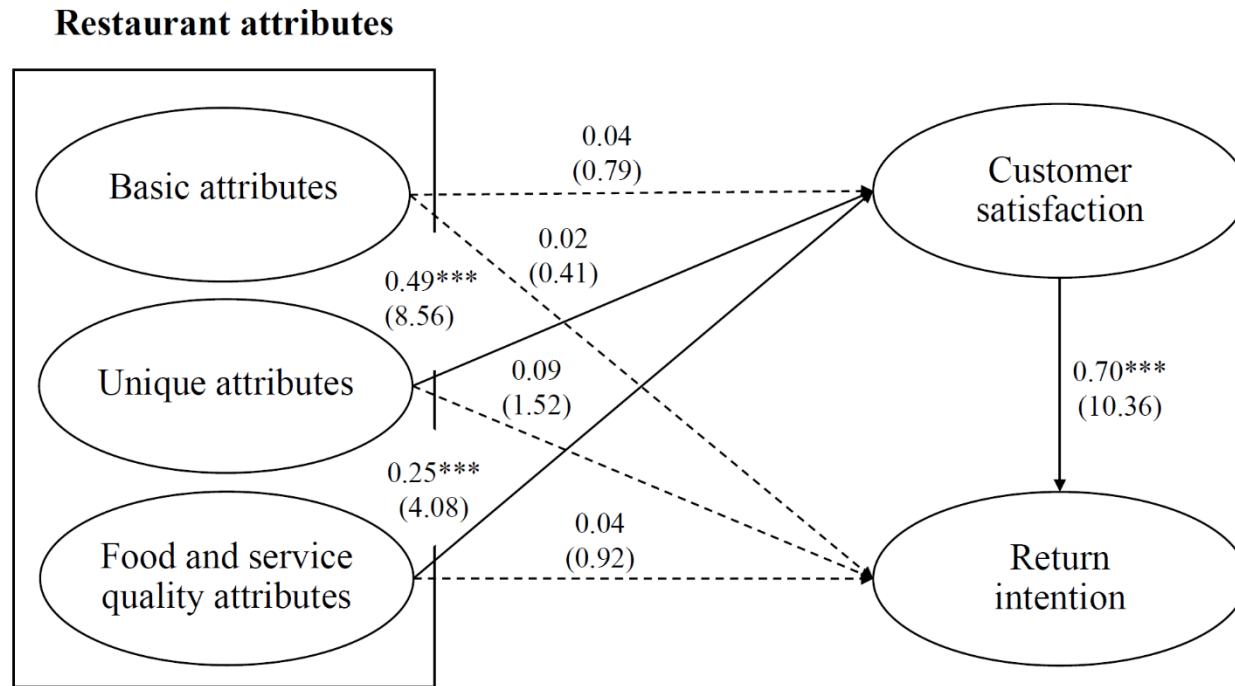 Restaurant attributes
Basic attributes
0.04
(0.79)
Customer
satisfaction
0.02
(0.41)
0.49***
(8.56)
Unique attributes
0.09
(1.52)
0.70***
(10.36)
0.25***
(4.08)
Food and service
quality attributes
0.04
(0.92)
Return
intention